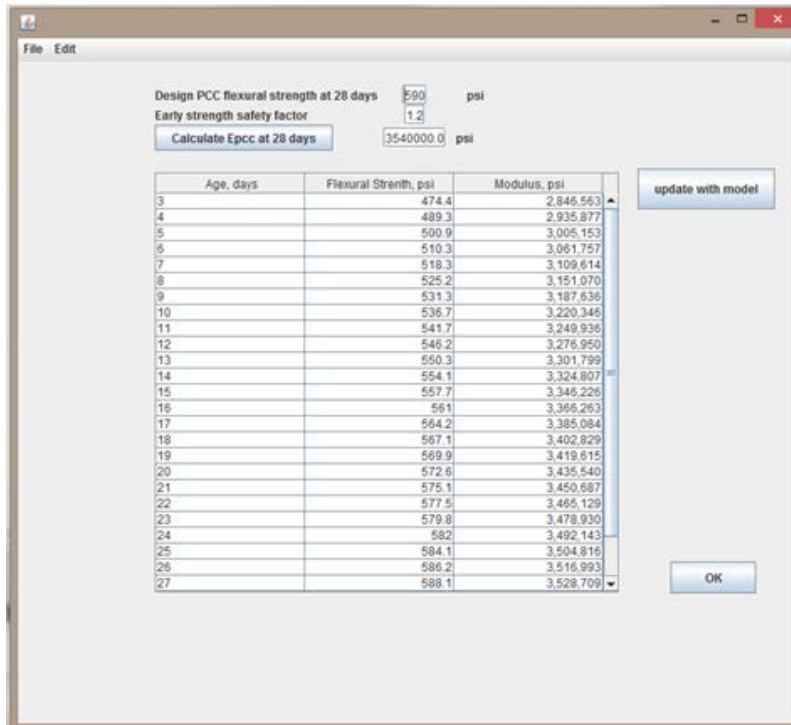 File Edit
Design PCC flexural strength at 28 days 590 psi
Early strength safety factor 1.2
Calculate Epcc at 28 days 3540000.0 psi
Age, days Flexural Strenth, psi Modulus, psi
update with model
3 474.4 2,846,563
4 489.3 2,935,877
5 500.9 3,005,153
6 510.3 3,061,757
7 518.3 3,109,614
8 525.2 3,151,070
9 531.3 3,187,636
10 536.7 3,220,346
11 541.7 3,249,936
12 546.2 3,276,950
13 550.3 3,301,799
14 554.1 3,324,807
15 557.7 3,346,226
16 561 3,366,263
17 564.2 3,385,084
18 567.1 3,402,829
19 569.9 3,419,615
20 572.6 3,435,540
21 575.1 3,450,687
22 577.5 3,465,129
23 579.8 3,478,930
24 582 3,492,143
25 584.1 3,504,816
26 586.2 3,516,993
27 588.1 3,528,709
OK